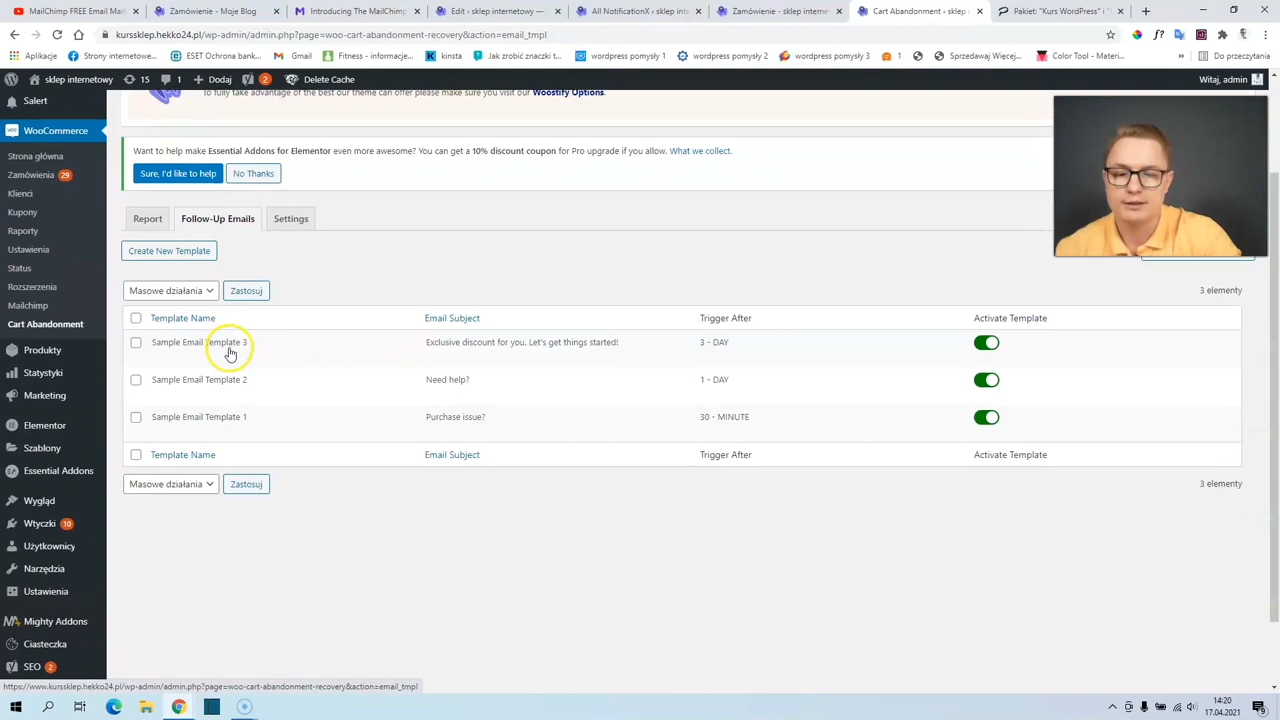 MailChimp FREE Email Mark
Zamówienie - Moje Blog
Introducing The MailChimp
Edit ‹ sklep internetowy —
All NotificationX ‹ sklep int
Zamówienie - sklep internet
Cart Abandonment ‹ sklep i
Pakiet: "Kurs WordPress" i "
kurssklep.hekko24.pl/wp-admin/admin.php?page=woo-cart-abandonment-recovery&action=email_tmpl
Aplikacje
Strony internetowe...
ESET Ochrona bank...
Gmail
Fitness - informacje,...
kinsta
Jak zrobić znaczki t...
wordpress pomysły 1
wordpress pomysły 2
1
Sprzedawaj Więcej,...
Color Tool - Materi...
»
Do przeczytania
sklep internetowy
15
1
Dodaj
2
Delete Cache
Witaj, admin
Salert
WooCommerce
Strona główna
Zamówienia 29
Klienci
Kupony
Raporty
Ustawienia
Status
Rozszerzenia
Mailchimp
Cart Abandonment
Produkty
Statystyki
Marketing
Elementor
Szablony
Essential Addons
Wygląd
Wtyczki 10
Użytkownicy
Narzędzia
Ustawienia
Mighty Addons
Ciasteczka
SEO 2
To fully take advantage of the best our theme can offer please make sure you visit our Woostify Options.
Want to help make Essential Addons for Elementor even more awesome? You can get a 10% discount coupon for Pro upgrade if you allow. What we collect.
Sure, I'd like to help
No Thanks
Report
Follow-Up Emails
Settings
Create New Template
Masowe działania
Zastosuj
3 elementy
Template Name
Email Subject
Trigger After
Activate Template
Sample Email Template 3
Exclusive discount for you. Let's get things started!
3 - DAY
Sample Email Template 2
Need help?
1 - DAY
Sample Email Template 1
Purchase issue?
30 - MINUTE
Template Name
Email Subject
Trigger After
Activate Template
Masowe działania
Zastosuj
3 elementy
https://www.kurssklep.hekko24.pl/wp-admin/admin.php?page=woo-cart-abandonment-recovery&action=email_tmpl
14:20
17.04.2021
9